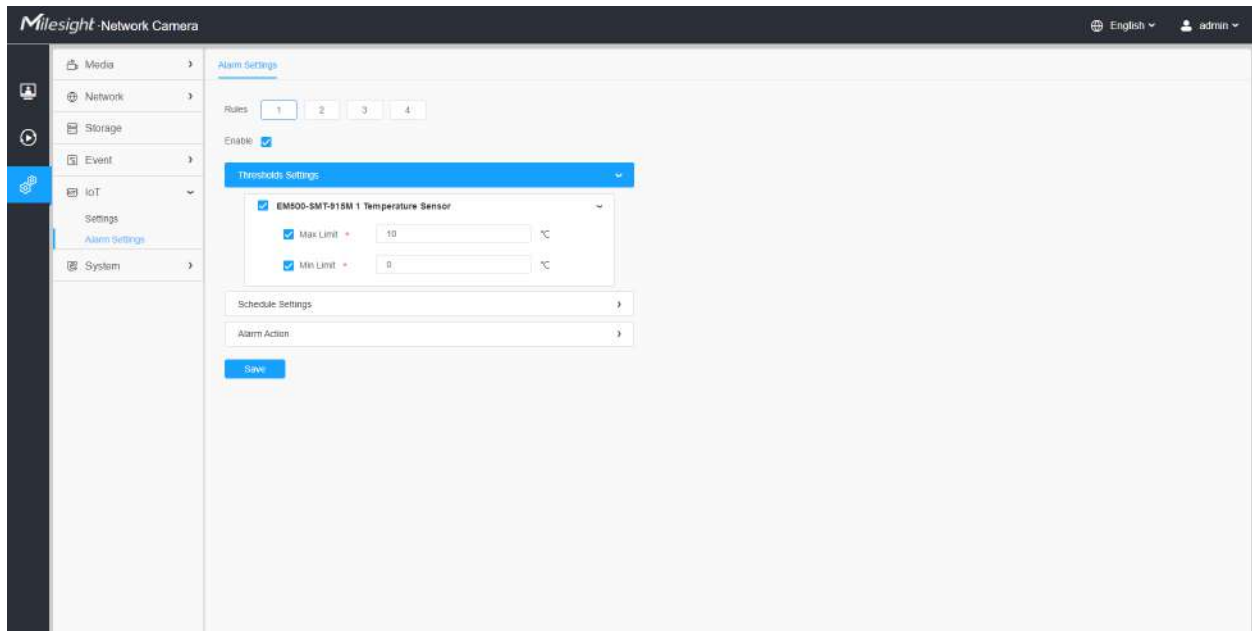 Milesight Network Camera
English
admin
Media
Network
Storage
Event
IoT
Settings
Alarm Settings
System
Alarm Settings
Rules 1 2 3 4
Enable
Thresholds Settings
EM500-SMT-915M 1 Temperature Sensor
Max Limit * 10 ℃
Min Limit * 0 ℃
Schedule Settings
Alarm Action
Save